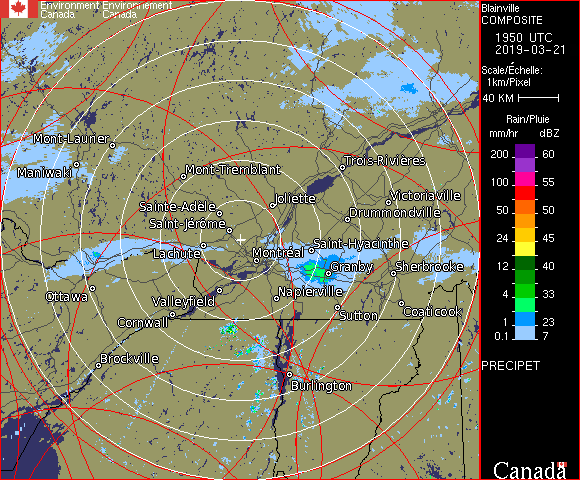 Environment Environnement
Canada Canada
Blainville
COMPOSITE
1950 UTC
2019-03-21
Scale/Échelle:
1km/Pixel
40 KM
Rain/Pluie
mm/hr dBZ
200 60
100 55
50 50
24 45
12 40
4 33
1 23
0.1 7
PRECIPET
Mont-Laurier
Maniwaki
Mont-Tremblant
Trois-Rivières
Sainte-Adèle
Joliette
Victoriaville
Drummondville
Saint-Jérôme
Lachute
Montréal
Saint-Hyacinthe
Granby
Sherbrooke
Ottawa
Valleyfield
Napierville
Cornwall
Sutton
Coaticook
Brockville
Burlington
Canada